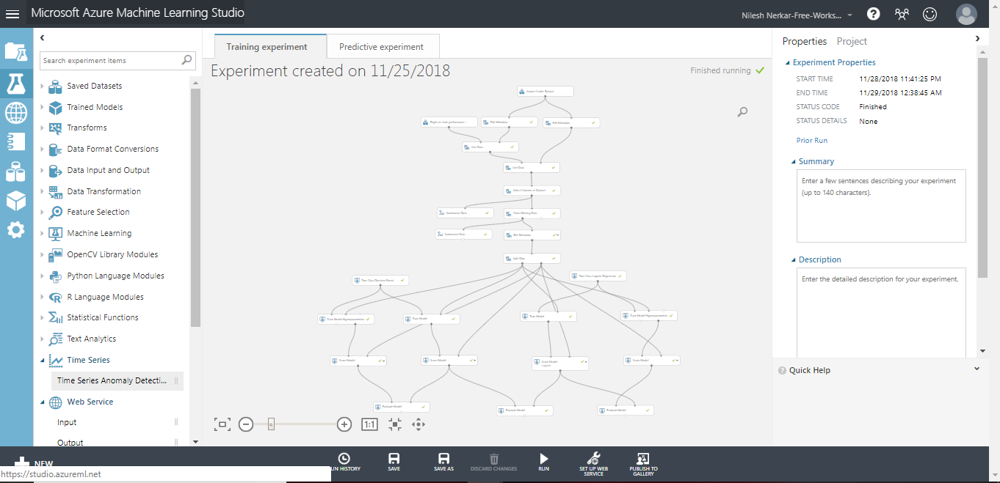 Microsoft Azure Machine Learning Studio
Nilesh Nerkar-Free-Works...
Search experiment items
Saved Datasets
Trained Models
Transforms
Data Format Conversions
Data Input and Output
Data Transformation
Feature Selection
Machine Learning
OpenCV Library Modules
Python Language Modules
R Language Modules
Statistical Functions
Text Analytics
Time Series
Time Series Anomaly Detecti...
Web Service
Input
Output
Training experiment
Predictive experiment
Experiment created on 11/25/2018
Finished running
Airport Codes Dataset
Flight on-time performance ...
Edit Metadata
Edit Metadata
Join Data
Join Data
Select Columns in Dataset
Summarize Data
Clean Missing Data
Summarize Data
Edit Metadata
Split Data
Two-Class Decision Forest
Two-Class Logistic Regression
Tune Model Hyperparameters
Train Model
Train Model
Tune Model Hyperparameters
Score Model
Score Model
Score Model
Score Model
Evaluate Model
Evaluate Model
Evaluate Model
1:1
Properties
Project
Experiment Properties
START TIME 11/28/2018 11:41:25 PM
END TIME 11/29/2018 12:38:45 AM
STATUS CODE Finished
STATUS DETAILS None
Prior Run
Summary
Enter a few sentences describing your experiment
(up to 140 characters).
Description
Enter the detailed description for your experiment.
Quick Help
NEW
UN HISTORY
SAVE
SAVE AS
DISCARD CHANGES
RUN
SET UP WEB
SERVICE
PUBLISH TO
GALLERY
https://studio.azureml.net